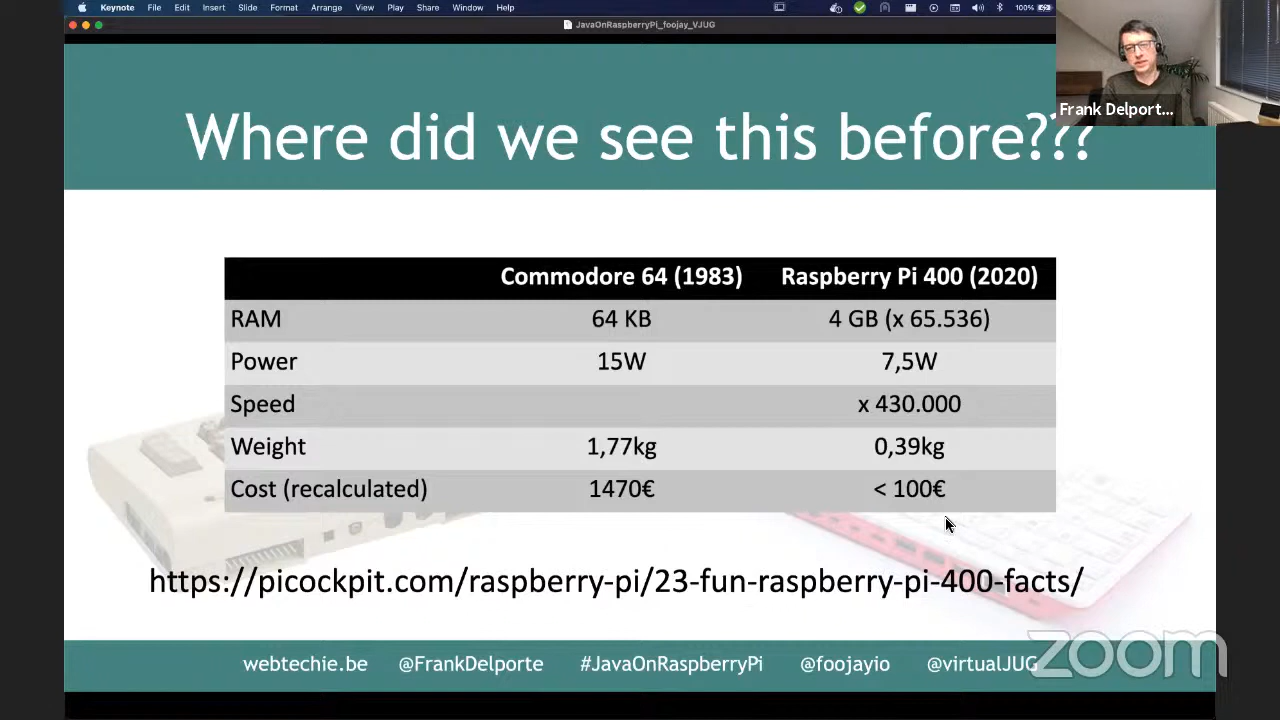 Keynote File Edit Insert Slide Format Arrange View Play Share Window Help 100%
JavaOnRaspberryPi_foojay_VJUG
Frank Delport...
Where did we see this before???
Commodore 64 (1983) Raspberry Pi 400 (2020)
RAM 64 KB 4 GB (x 65.536)
Power 15W 7,5W
Speed x 430.000
Weight 1,77kg 0,39kg
Cost (recalculated) 1470€ < 100€
https://picockpit.com/raspberry-pi/23-fun-raspberry-pi-400-facts/
webtechie.be @FrankDelporte #JavaOnRaspberryPi @foojayio @virtualJUG
zoom